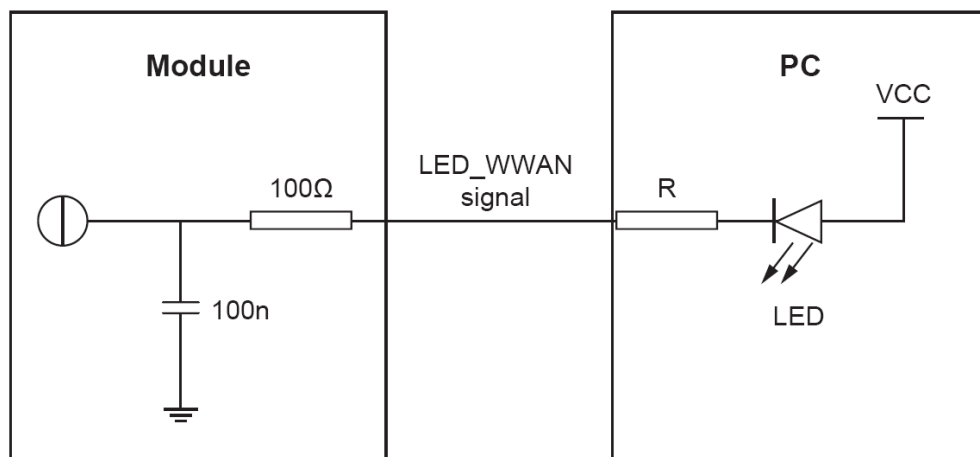 Module
PC
VCC
LED_WWAN
signal
100Ω
R
100n
LED